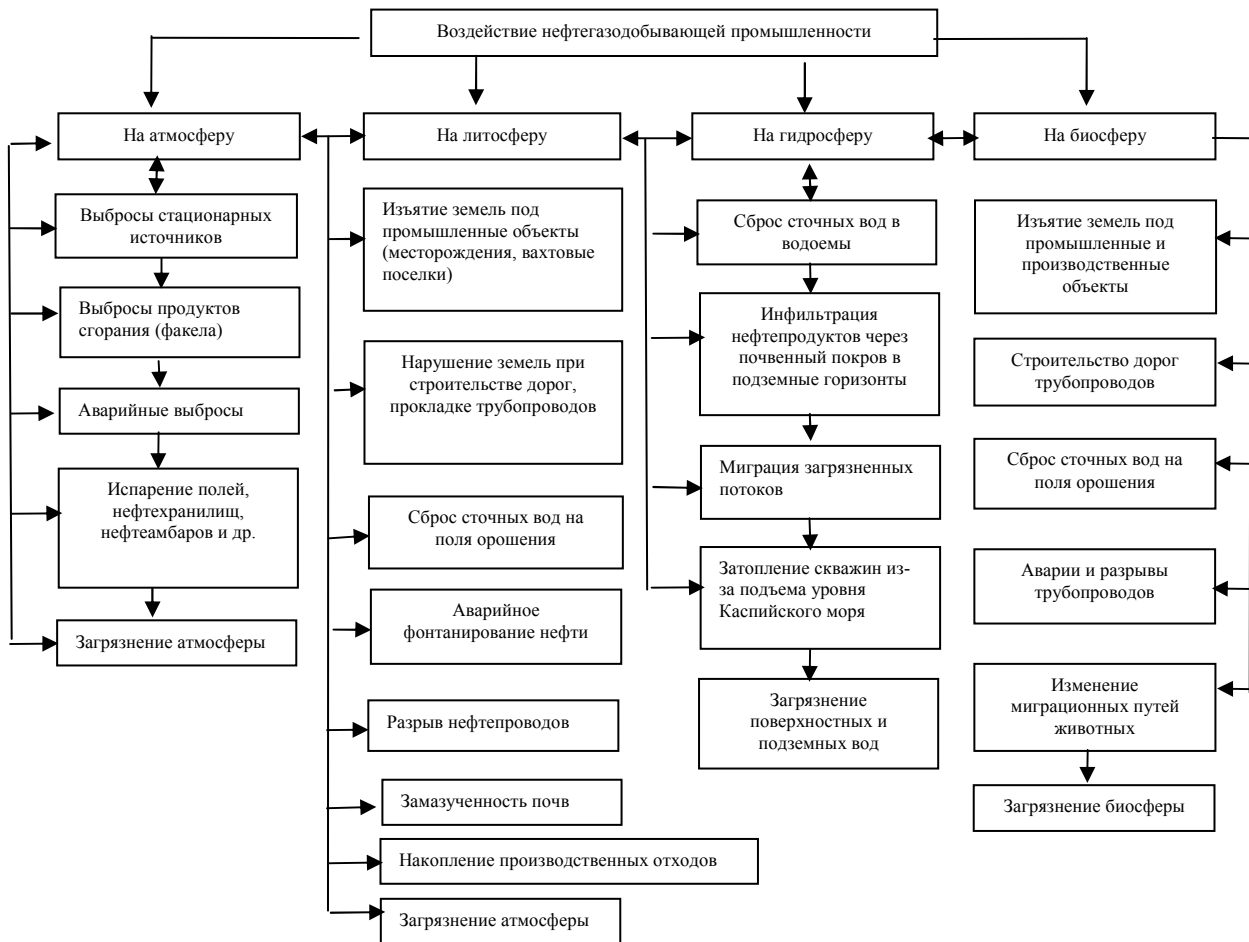 Воздействие нефтегазодобывающей промышленности
На атмосферу
На литосферу
На гидросферу
На биосферу
Выбросы стационарных
источников
Выбросы продуктов
сгорания (факела)
Аварийные выбросы
Испарение полей,
нефтехранилищ,
нефтеамбаров и др.
Загрязнение атмосферы
Изъятие земель под
промышленные объекты
(месторождения, вахтовые
поселки)
Нарушение земель при
строительстве дорог,
прокладке трубопроводов
Сброс сточных вод на
поля орошения
Аварийное
фонтанирование нефти
Разрыв нефтепроводов
Замазученность почв
Накопление производственных отходов
Загрязнение атмосферы
Сброс сточных вод в
водоемы
Инфильтрация
нефтепродуктов через
почвенный покров в
подземные горизонты
Миграция загрязненных
потоков
Затопление скважин из-
за подъема уровня
Каспийского моря
Загрязнение
поверхностных и
подземных вод
Изъятие земель под
промышленные и
производственные
объекты
Строительство дорог
трубопроводов
Сброс сточных вод на
поля орошения
Аварии и разрывы
трубопроводов
Изменение
миграционных путей
животных
Загрязнение биосферы